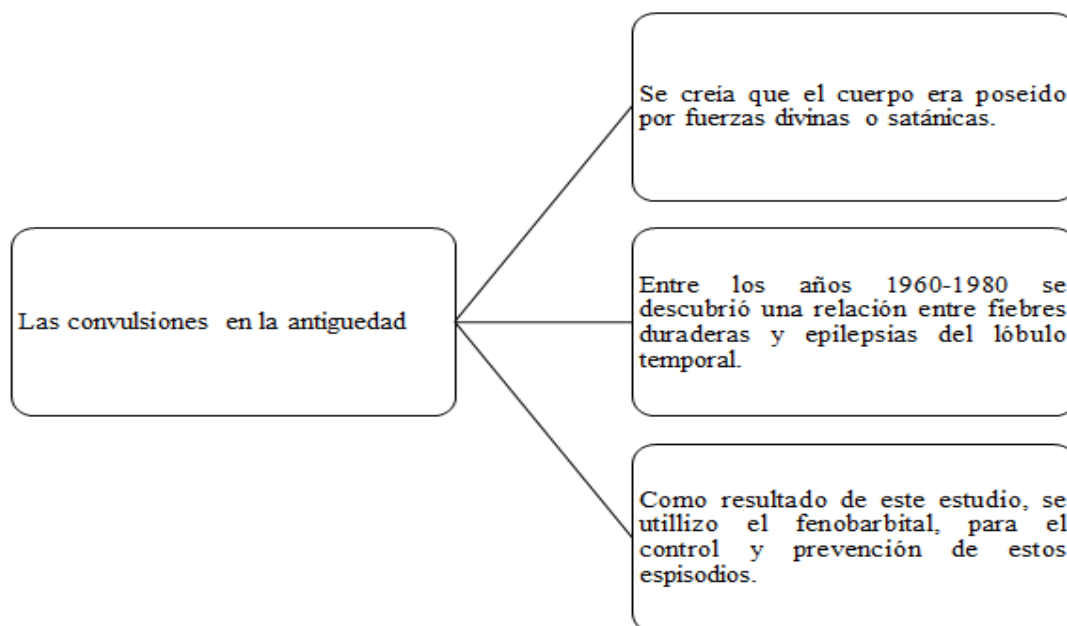 Se creía que el cuerpo era poseído
por fuerzas divinas o satánicas.
Las convulsiones en la antiguedad
Entre los años 1960-1980 se
descubrió una relación entre fiebres
duraderas y epilepsias del lóbulo
temporal.
Como resultado de este estudio, se
utillizo el fenobarbital, para el
control y prevención de estos
espisodios.